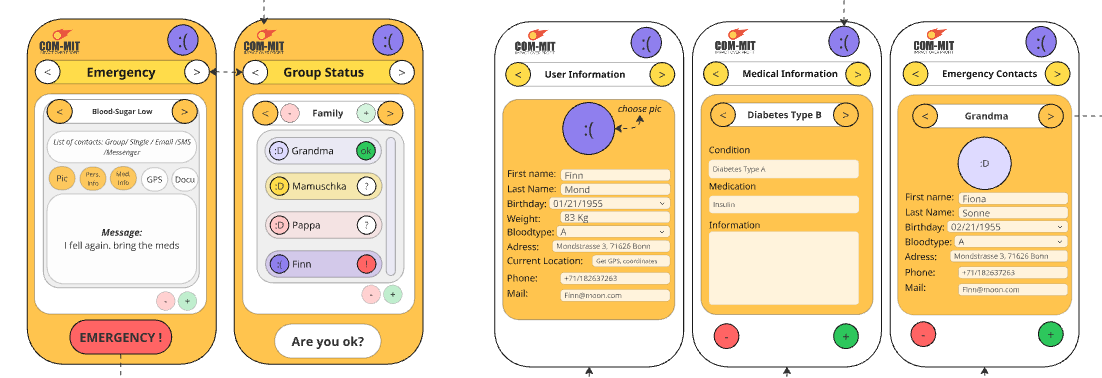 COM-MIT
:(
< Emergency >
< Blood-Sugar Low >
List of contacts: Group/ Single / Email /SMS
/Messenger
Pic
Pers.
Info
Med.
Info
GPS
Docu
Message:
I fell again, bring the meds
- +
EMERGENCY !
COM-MIT
:(
< Group Status >
< - Family + >
:D Grandma ok
:D Mamuschka ?
:D Pappa ?
:( Finn !
- +
Are you ok?
COM-MIT
:(
< User Information >
choose pic
:(
First name: Finn
Last Name: Mond
Birthday: 01/21/1955
Weight: 83 Kg
Bloodtype: A
Adress: Mondstrasse 3, 71626 Bonn
Current Location: Get GPS, coordinates
Phone: +71/182637263
Mail: Finn@moon.com
COM-MIT
:(
< Medical Information >
< Diabetes Type B >
Condition
Diabetes Type A
Medication
Insulin
Information
- +
COM-MIT
:(
< Emergency Contacts >
< Grandma >
:D
First name: Fiona
Last Name: Sonne
Birthday: 02/21/1955
Bloodtype: A
Adress: Mondstrasse 3, 71626 Bonn
Phone: +71/182637263
Mail: Finn@moon.com
- +